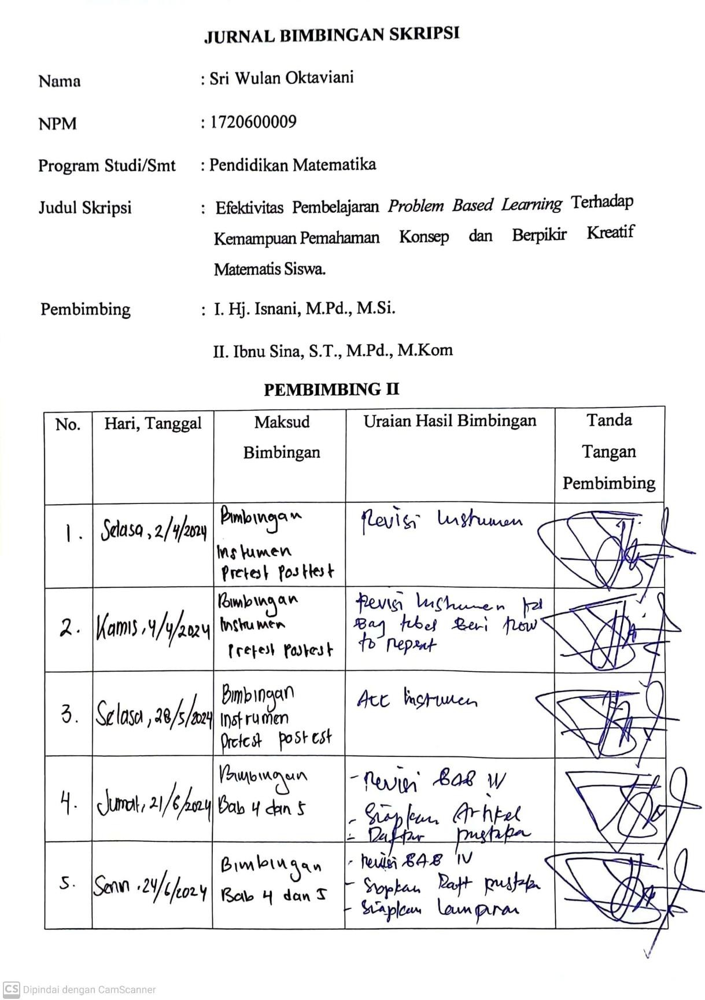 JURNAL BIMBINGAN SKRIPSI
Nama : Sri Wulan Oktaviani
NPM : 1720600009
Program Studi/Smt : Pendidikan Matematika
Judul Skripsi : Efektivitas Pembelajaran Problem Based Learning Terhadap
Kemampuan Pemahaman Konsep dan Berpikir Kreatif
Matematis Siswa.
Pembimbing : I. Hj. Isnani, M.Pd., M.Si.
II. Ibnu Sina, S.T., M.Pd., M.Kom
PEMBIMBING II
No. Hari, Tanggal Maksud Bimbingan Uraian Hasil Bimbingan Tanda Tangan Pembimbing
1. Selasa, 2/4/2024
Bimbingan
Instumen
Pretest Posttest
Revisi Instrumen
2. Kamis, 4/4/2024
Bimbingan
Instrumen
Pretest Postest
Revisi Instrumen
Bag tabel Beri row
to repeat
3. Selasa, 28/5/2024
Bimbingan
Instrumen
Pretest postest
Acc Instrumen
4. Jumat, 21/6/2024
Bimbingan
Bab 4 dan 5
- Revisi BAB IV
- Siapkan Artikel
- Daftar pustaka
5. Senin, 24/6/2024
Bimbingan
Bab 4 dan 5
- Revisi BAB IV
- Siapkan Daft pustaka
- Siapkan Lampiran
CS Dipindai dengan CamScanner